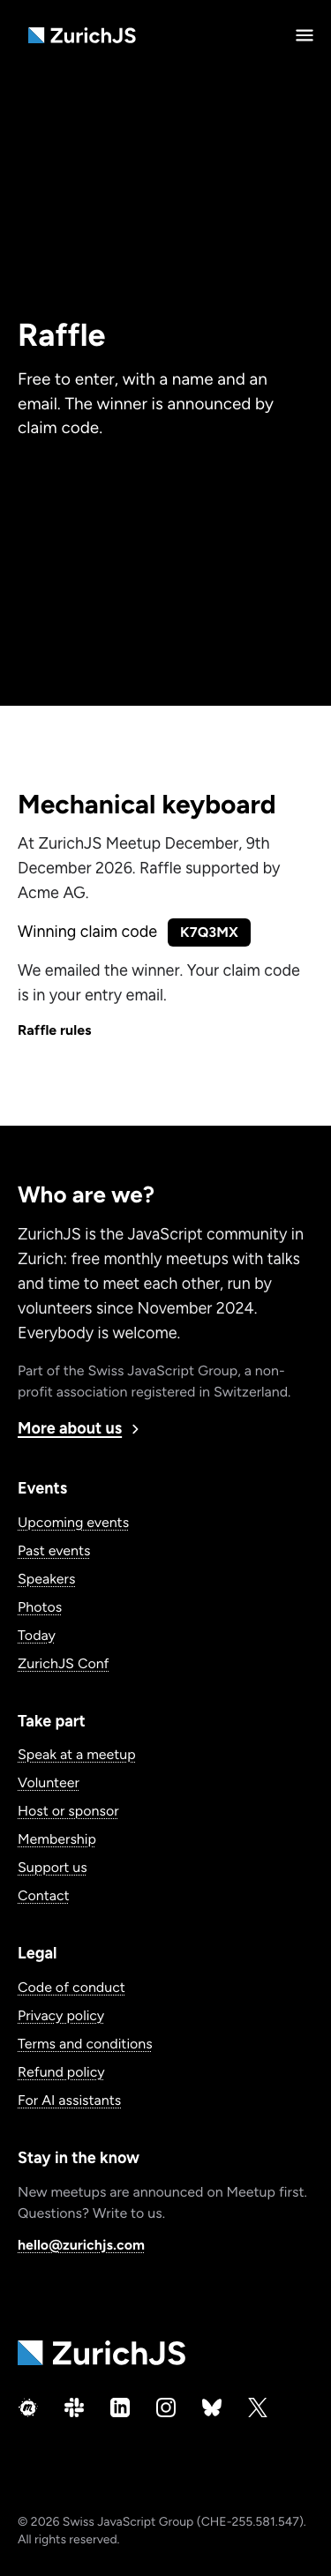 ZurichJS
Raffle
Free to enter, with a name and an
email. The winner is announced by
claim code.
Mechanical keyboard
At ZurichJS Meetup December, 9th
December 2026. Raffle supported by
Acme AG.
Winning claim code K7Q3MX
We emailed the winner. Your claim code
is in your entry email.
Raffle rules
Who are we?
ZurichJS is the JavaScript community in
Zurich: free monthly meetups with talks
and time to meet each other, run by
volunteers since November 2024.
Everybody is welcome.
Part of the Swiss JavaScript Group, a non-
profit association registered in Switzerland.
More about us
Events
Upcoming events
Past events
Speakers
Photos
Today
ZurichJS Conf
Take part
Speak at a meetup
Volunteer
Host or sponsor
Membership
Support us
Contact
Legal
Code of conduct
Privacy policy
Terms and conditions
Refund policy
For AI assistants
Stay in the know
New meetups are announced on Meetup first.
Questions? Write to us.
hello@zurichjs.com
ZurichJS
© 2026 Swiss JavaScript Group (CHE-255.581.547).
All rights reserved.